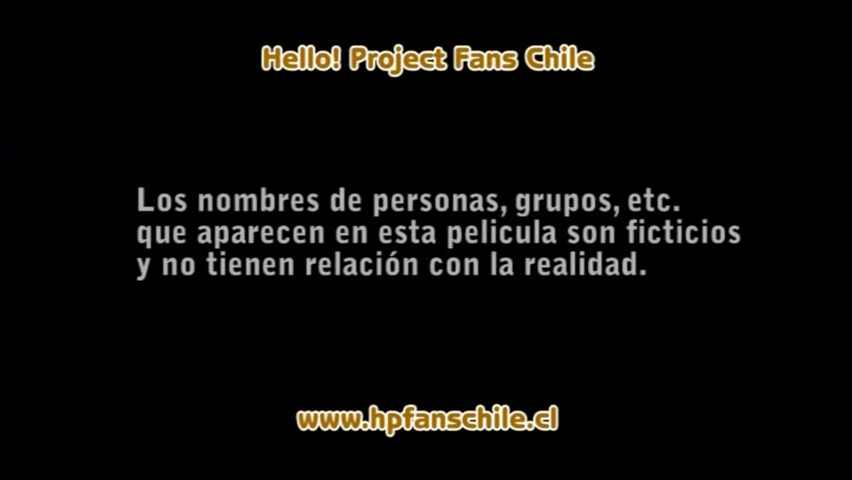 Hello! Project Fans Chile
Los nombres de personas, grupos, etc.
que aparecen en esta pelicula son ficticios
y no tienen relación con la realidad.
www.hpfanschile.cl